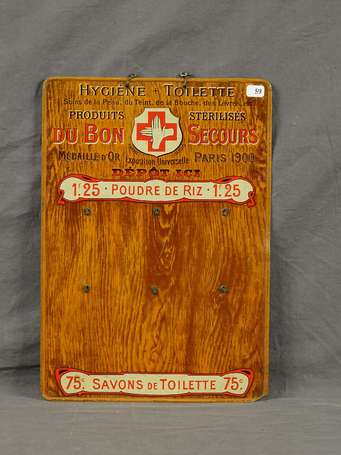 59
HYGIÈNE - TOILETTE
Soins de la Peau, du Teint, de la Bouche, des Lèvres,
PRODUITS STÉRILISÉS
DU BON SECOURS
MÉDAILLE D'OR Exposition Universelle PARIS 1900
DÉPÔT ICI
1F.25 · POUDRE DE RIZ · 1F.25
75c. SAVONS DE TOILETTE 75c.